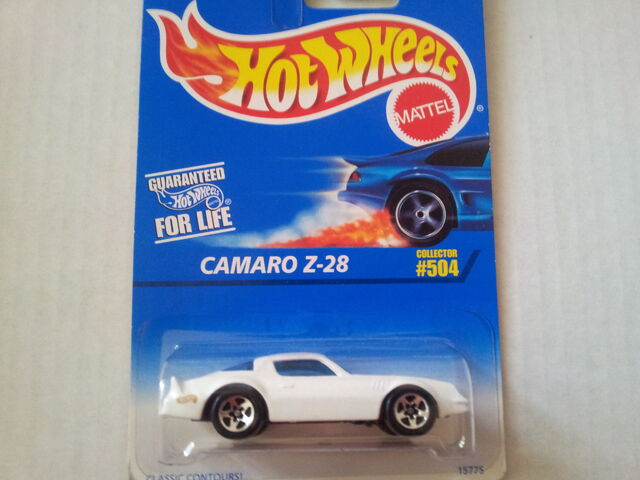 HOT WHEELS
MATTEL
®
GUARANTEED
HOT WHEELS ®
FOR LIFE
CAMARO Z-28
COLLECTOR
#504
CLASSIC CONTOURS!
15775